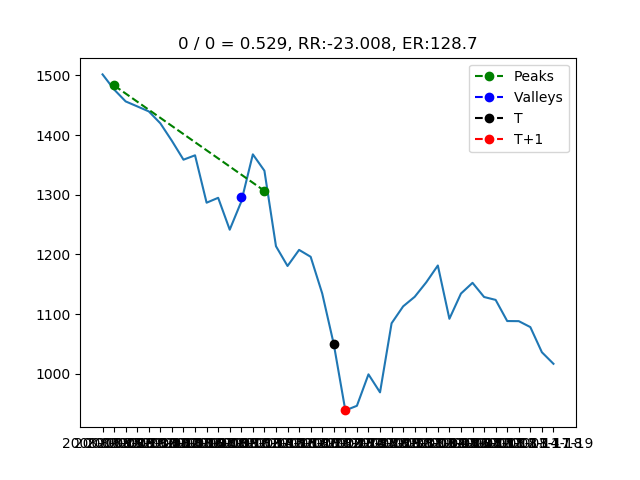 0 / 0 = 0.529, RR:-23.008, ER:128.7
1500
1400
1300
1200
1100
1000
Peaks
Valleys
T
T+1